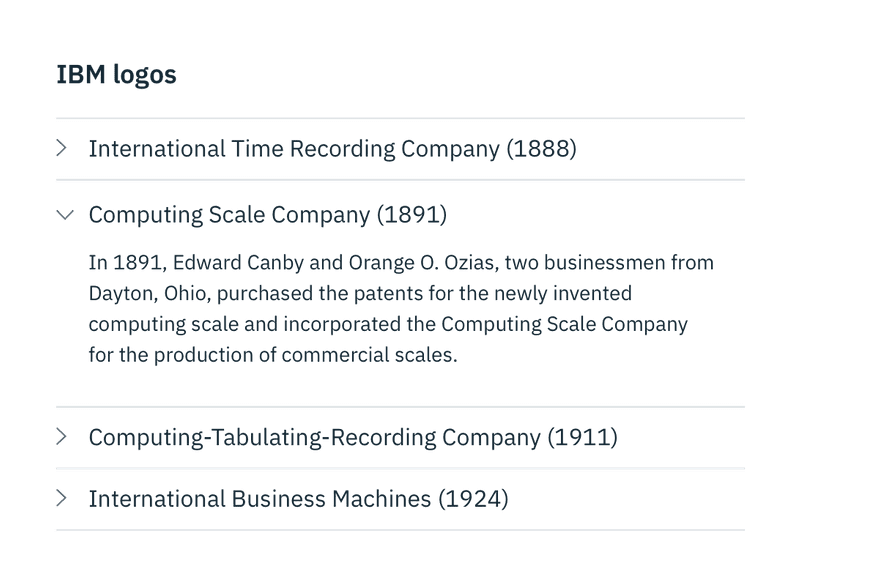 IBM logos
International Time Recording Company (1888)
Computing Scale Company (1891)
In 1891, Edward Canby and Orange O. Ozias, two businessmen from
Dayton, Ohio, purchased the patents for the newly invented
computing scale and incorporated the Computing Scale Company
for the production of commercial scales.
Computing-Tabulating-Recording Company (1911)
International Business Machines (1924)